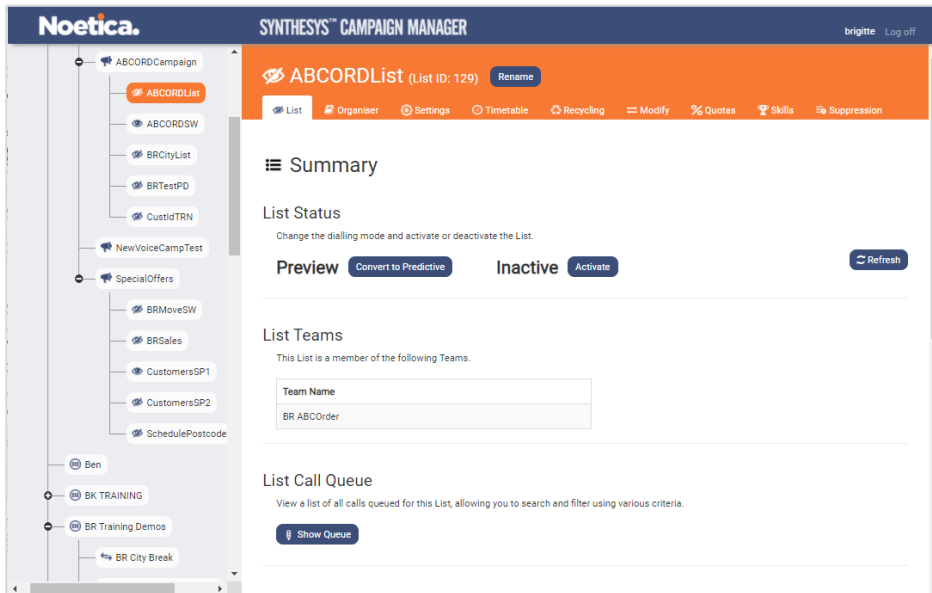 Noetica.
SYNTHESYS™ CAMPAIGN MANAGER
brigitte Log off
ABCORDCampaign
ABCORDList
ABCORDSW
BRCityList
BRTestPD
CustIdTRN
NewVoiceCampTest
SpecialOffers
BRMoveSW
BRSales
CustomersSP1
CustomersSP2
SchedulePostcode
Ben
BK TRAINING
BR Training Demos
BR City Break
ABCORDList (List ID: 129) Rename
List Organiser Settings Timetable Recycling Modify Quotas Skills Suppression
Summary
List Status
Change the dialling mode and activate or deactivate the List.
Preview Convert to Predictive Inactive Activate Refresh
List Teams
This List is a member of the following Teams.
Team Name
BR ABCOrder
List Call Queue
View a list of all calls queued for this List, allowing you to search and filter using various criteria.
Show Queue